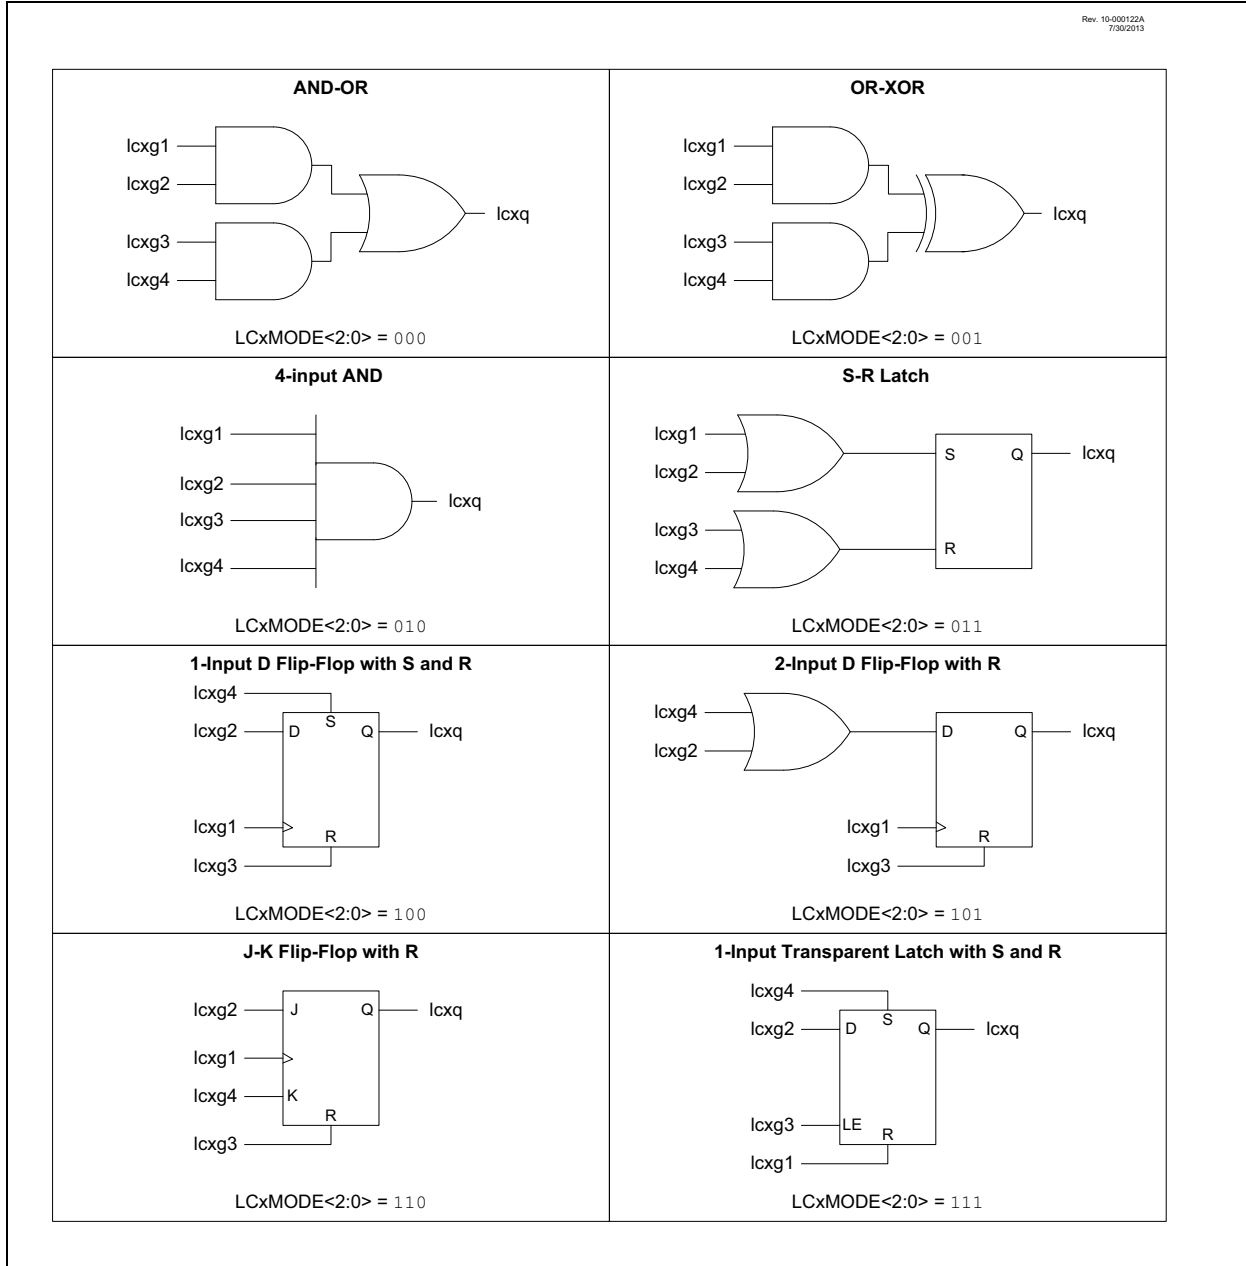 Rev. 10-000122A
7/30/2013
AND-OR
lcxg1
lcxg2
lcxg3
lcxg4
lcxq
LCxMODE<2:0> = 000
OR-XOR
lcxg1
lcxg2
lcxg3
lcxg4
lcxq
LCxMODE<2:0> = 001
4-input AND
lcxg1
lcxg2
lcxg3
lcxg4
lcxq
LCxMODE<2:0> = 010
S-R Latch
lcxg1
lcxg2
lcxg3
lcxg4
S
Q
lcxq
R
LCxMODE<2:0> = 011
1-Input D Flip-Flop with S and R
lcxg4
S
lcxg2
D
Q
lcxq
lcxg1
R
lcxg3
LCxMODE<2:0> = 100
2-Input D Flip-Flop with R
lcxg4
lcxg2
D
Q
lcxq
lcxg1
R
lcxg3
LCxMODE<2:0> = 101
J-K Flip-Flop with R
lcxg2
J
Q
lcxq
lcxg1
lcxg4
K
R
lcxg3
LCxMODE<2:0> = 110
1-Input Transparent Latch with S and R
lcxg4
S
lcxg2
D
Q
lcxq
lcxg3
LE
R
lcxg1
LCxMODE<2:0> = 111